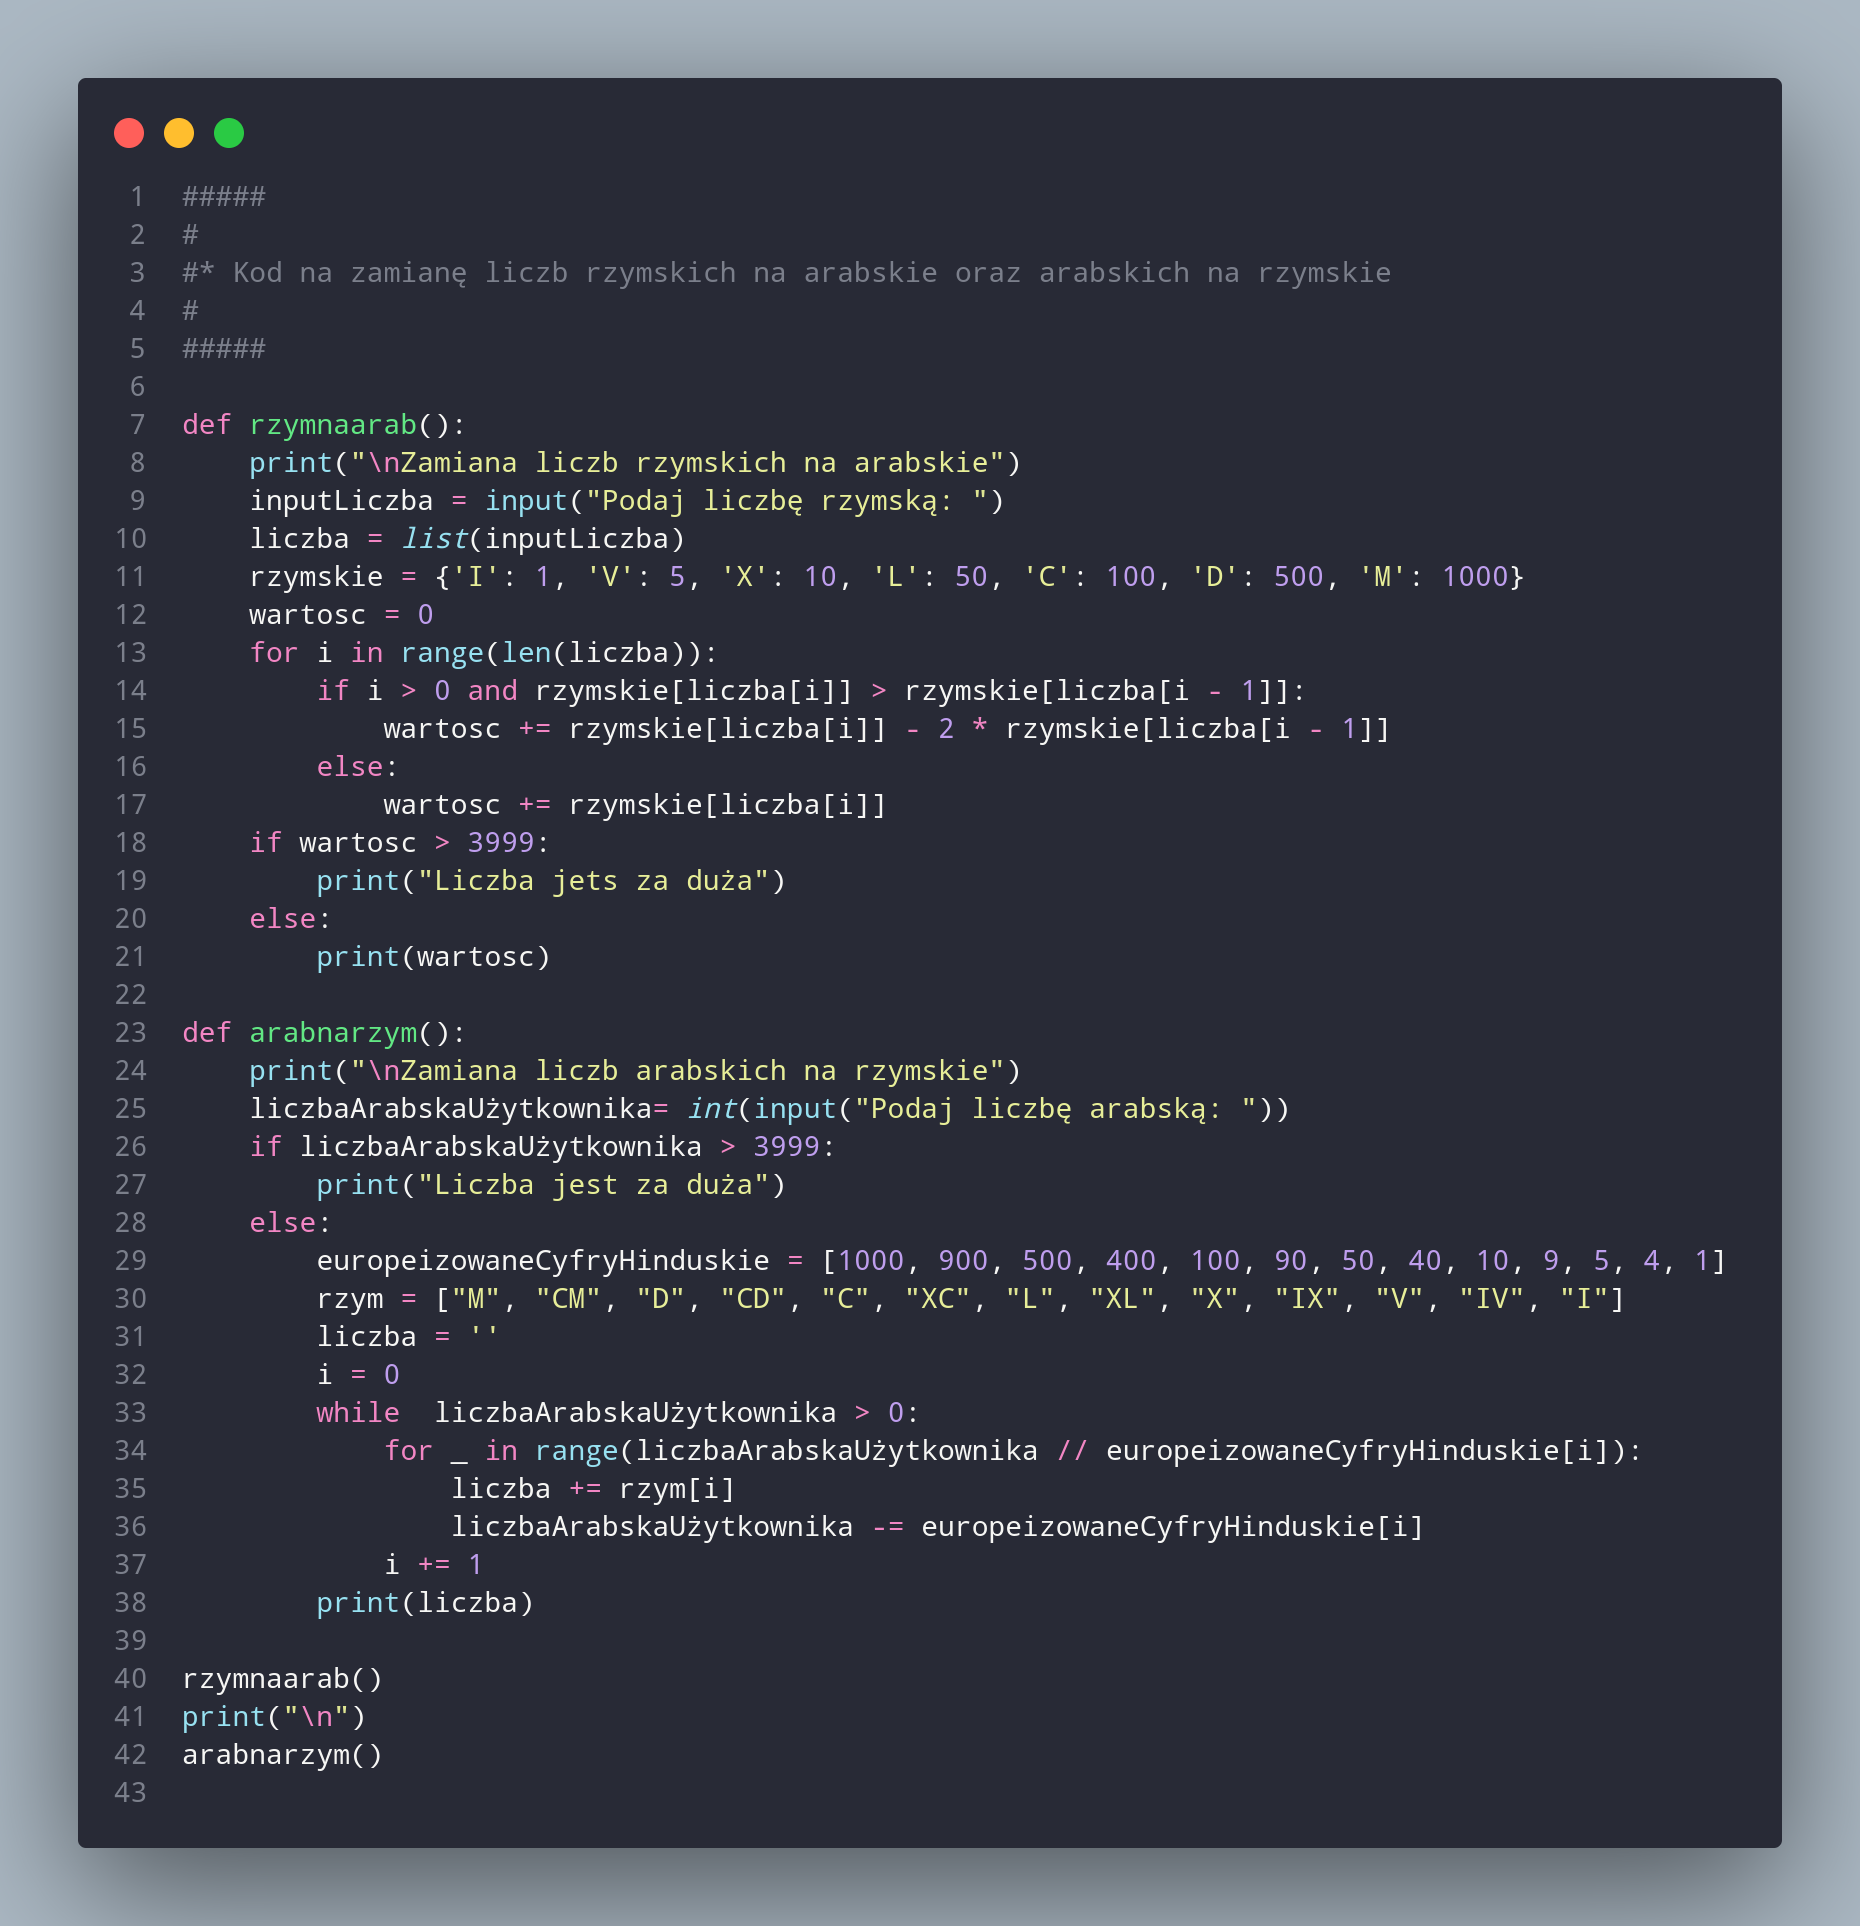 1 #####
2 #
3 #* Kod na zamianę liczb rzymskich na arabskie oraz arabskich na rzymskie
4 #
5 #####
6
7 def rzymnaarab():
8     print("\nZamiana liczb rzymskich na arabskie")
9     inputLiczba = input("Podaj liczbę rzymską: ")
10     liczba = list(inputLiczba)
11     rzymskie = {'I': 1, 'V': 5, 'X': 10, 'L': 50, 'C': 100, 'D': 500, 'M': 1000}
12     wartosc = 0
13     for i in range(len(liczba)):
14         if i > 0 and rzymskie[liczba[i]] > rzymskie[liczba[i - 1]]:
15             wartosc += rzymskie[liczba[i]] - 2 * rzymskie[liczba[i - 1]]
16         else:
17             wartosc += rzymskie[liczba[i]]
18     if wartosc > 3999:
19         print("Liczba jets za duża")
20     else:
21         print(wartosc)
22
23 def arabnarzym():
24     print("\nZamiana liczb arabskich na rzymskie")
25     liczbaArabskaUżytkownika= int(input("Podaj liczbę arabską: "))
26     if liczbaArabskaUżytkownika > 3999:
27         print("Liczba jest za duża")
28     else:
29         europeizowaneCyfryHinduskie = [1000, 900, 500, 400, 100, 90, 50, 40, 10, 9, 5, 4, 1]
30         rzym = ["M", "CM", "D", "CD", "C", "XC", "L", "XL", "X", "IX", "V", "IV", "I"]
31         liczba = ''
32         i = 0
33         while  liczbaArabskaUżytkownika > 0:
34             for _ in range(liczbaArabskaUżytkownika // europeizowaneCyfryHinduskie[i]):
35                 liczba += rzym[i]
36                 liczbaArabskaUżytkownika -= europeizowaneCyfryHinduskie[i]
37             i += 1
38         print(liczba)
39
40 rzymnaarab()
41 print("\n")
42 arabnarzym()
43